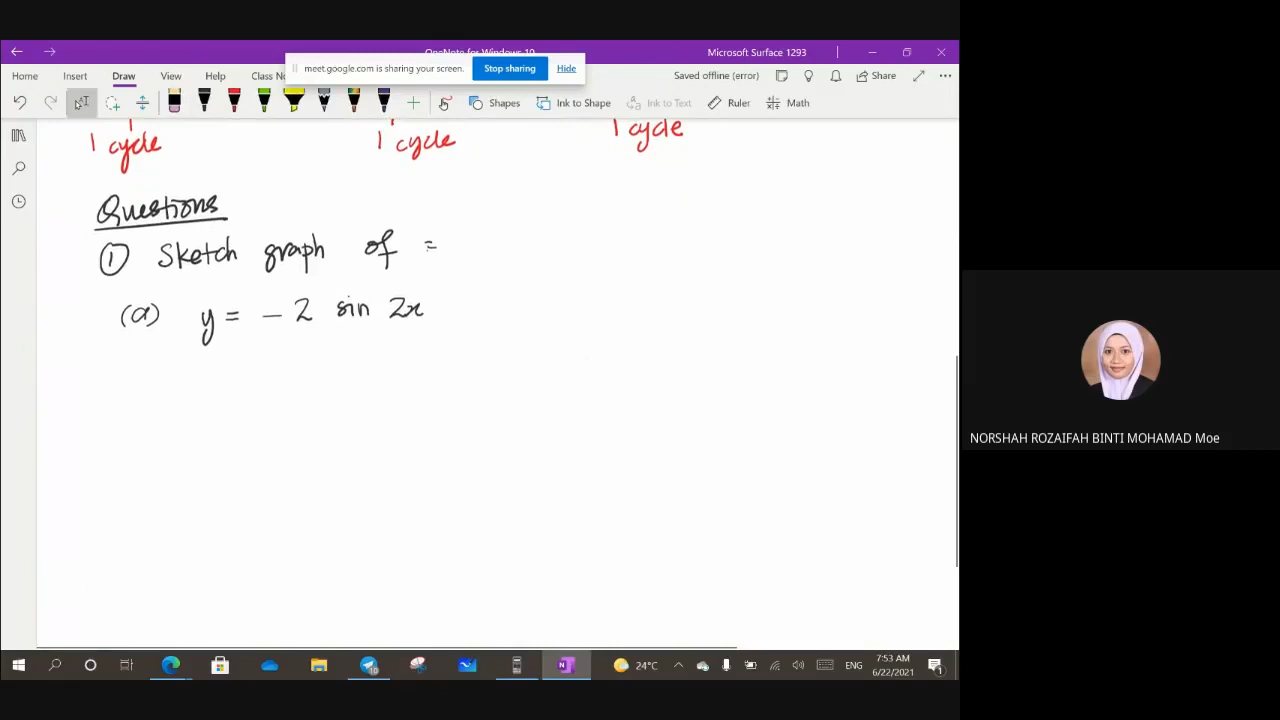 OneNote for Windows 10
Microsoft Surface 1293
meet.google.com is sharing your screen.
Stop sharing
Hide
Home
Insert
Draw
View
Help
Class No
Saved offline (error)
Share
Shapes
Ink to Shape
Ink to Text
Ruler
Math
1 cycle
1 cycle
1 cycle
Questions
① Sketch graph of =
(a) y = - 2 sin 2x
NORSHAH ROZAIFAH BINTI MOHAMAD Moe
24°C
ENG
7:53 AM
6/22/2021
1